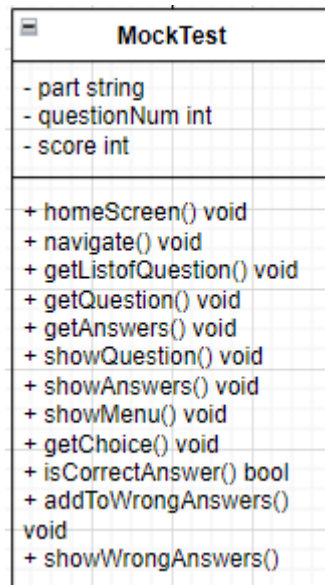 MockTest
- part string
- questionNum int
- score int
+ homeScreen() void
+ navigate() void
+ getListofQuestion() void
+ getQuestion() void
+ getAnswers() void
+ showQuestion() void
+ showAnswers() void
+ showMenu() void
+ getChoice() void
+ isCorrectAnswer() bool
+ addToWrongAnswers()
void
+ showWrongAnswers()